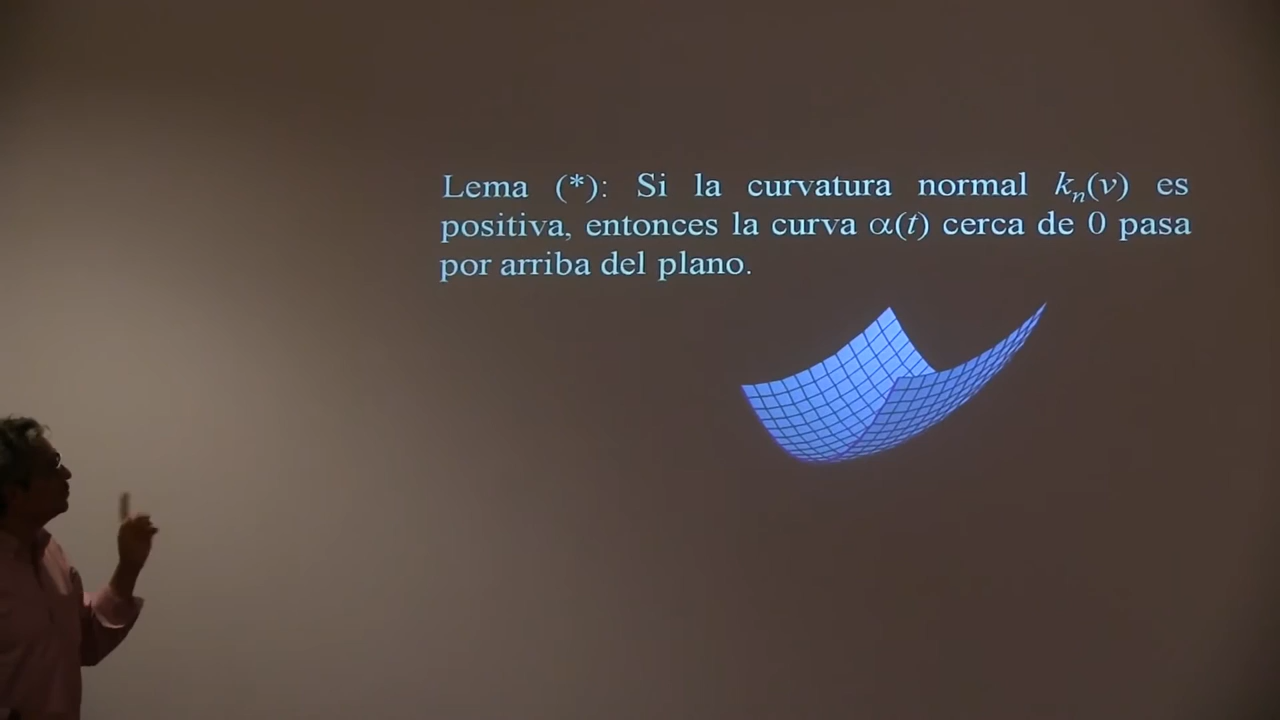 Lema (*): Si la curvatura normal kₙ(v) es
positiva, entonces la curva α(t) cerca de 0 pasa
por arriba del plano.